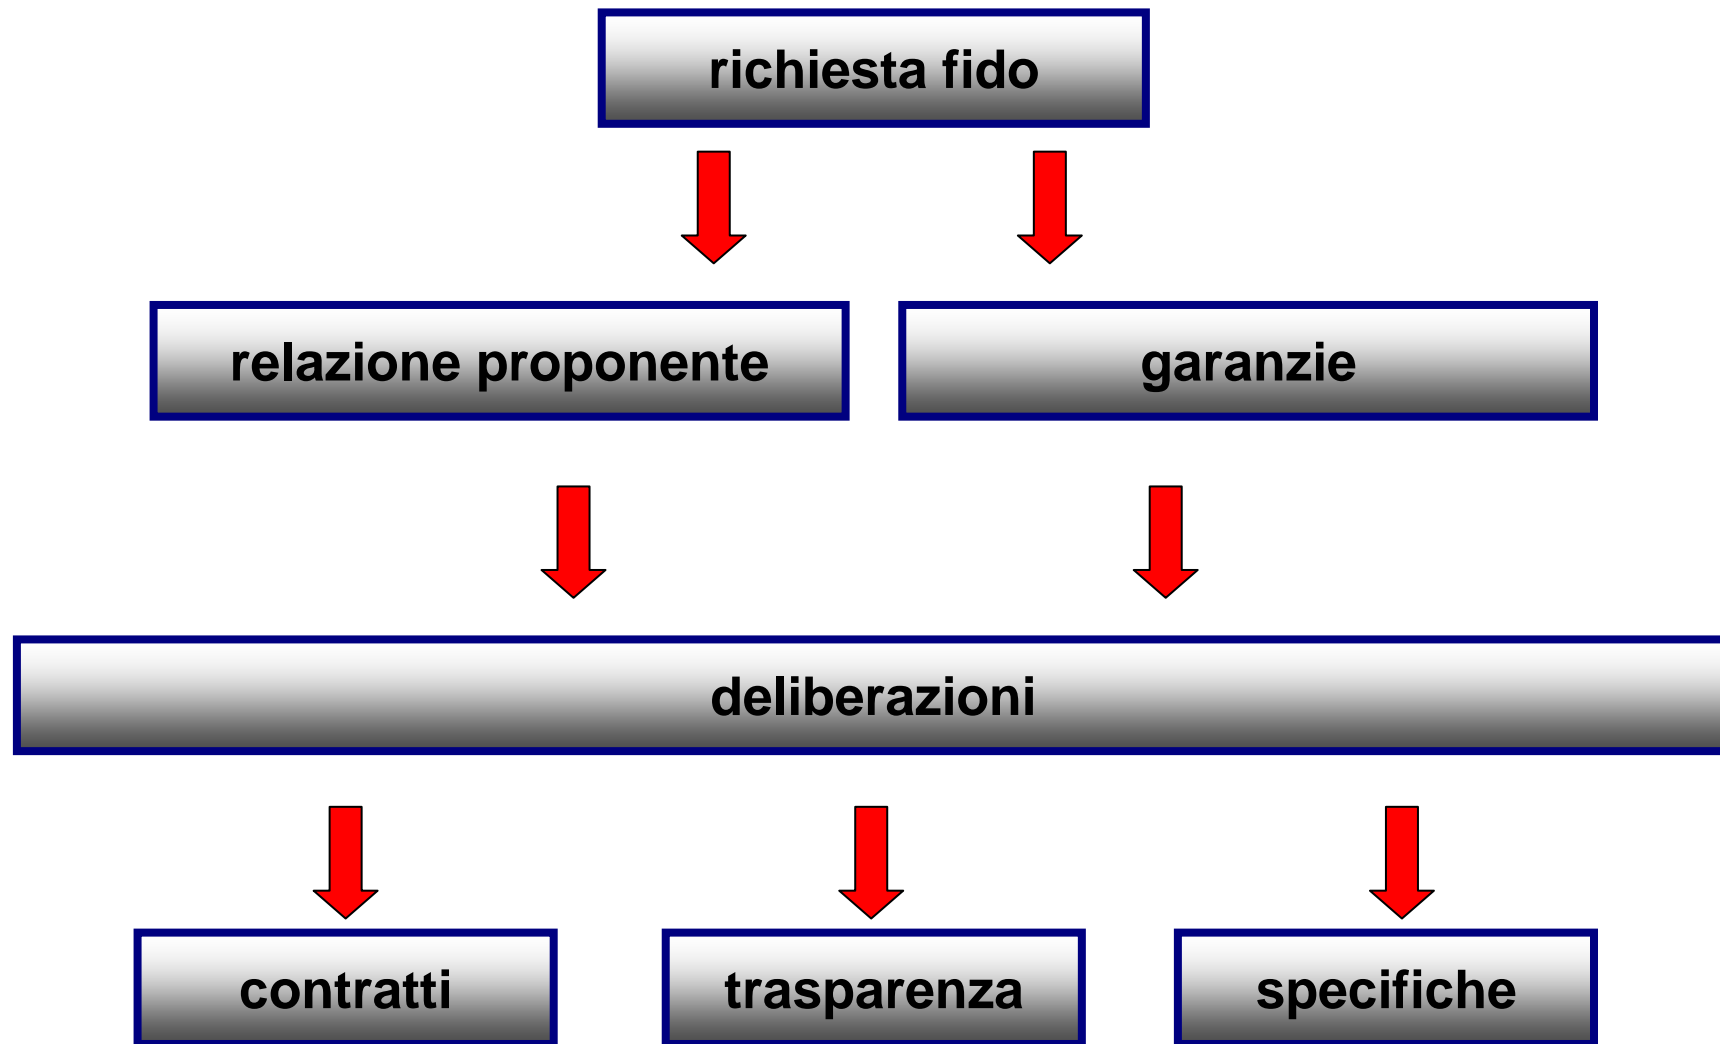 richiesta fido
relazione proponente
garanzie
deliberazioni
contratti
trasparenza
specifiche